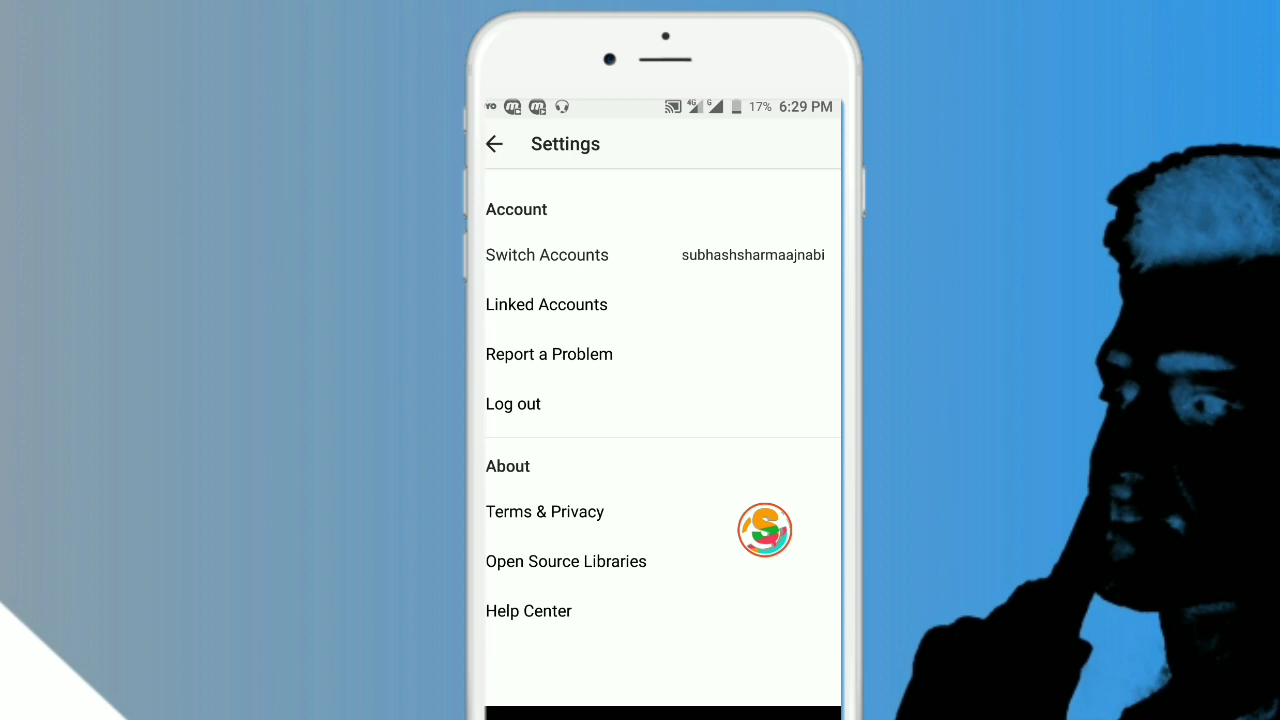 4G G 17% 6:29 PM
Settings
Account
Switch Accounts subhashsharmaajnabi
Linked Accounts
Report a Problem
Log out
About
Terms & Privacy
S
Open Source Libraries
Help Center